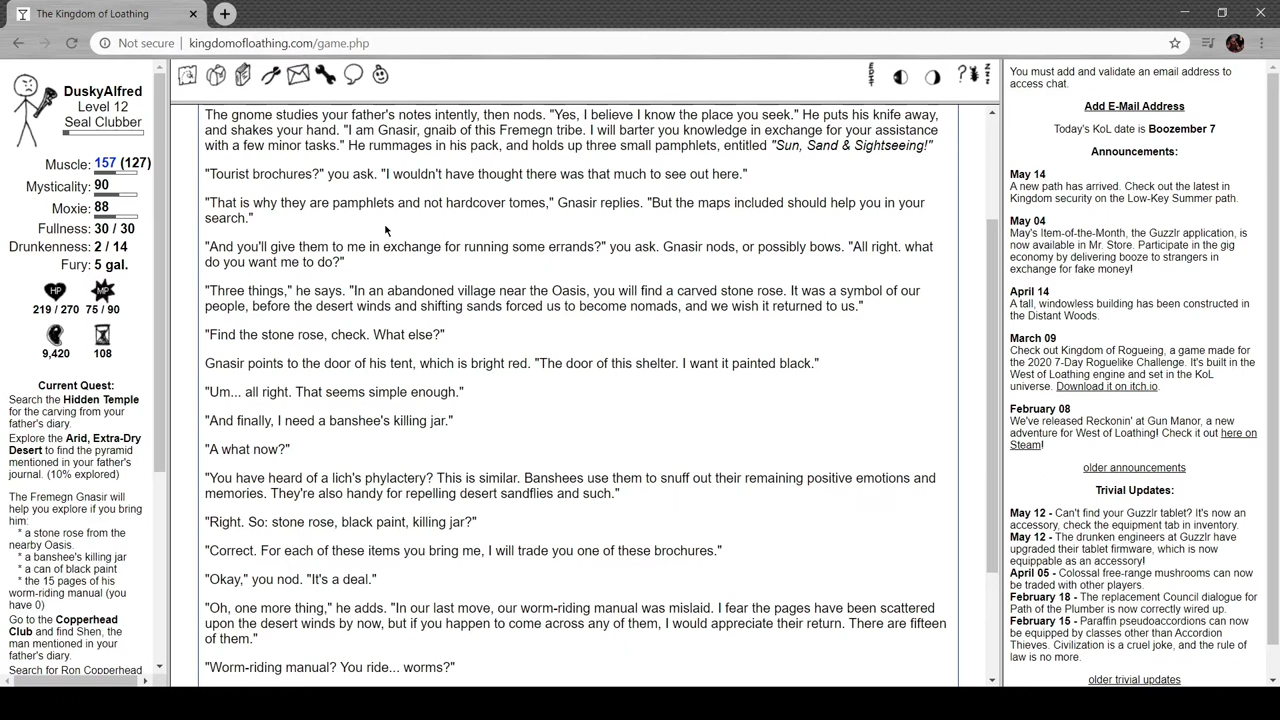 The Kingdom of Loathing
Not secure | kingdomofloathing.com/game.php
DuskyAlfred
Level 12
Seal Clubber
Muscle: 157 (127)
Mysticality: 90
Moxie: 88
Fullness: 30 / 30
Drunkenness: 2 / 14
Fury: 5 gal.
HP
MP
219 / 270 75 / 90
9,420 108
Current Quest:
Search the Hidden Temple
for the carving from your
father's diary.
Explore the Arid, Extra-Dry
Desert to find the pyramid
mentioned in your father's
journal. (10% explored)
The Fremegn Gnasir will
help you explore if you bring
him:
* a stone rose from the
nearby Oasis.
* a banshee's killing jar
* a can of black paint
* the 15 pages of his
worm-riding manual (you
have 0)
Go to the Copperhead
Club and find Shen, the
man mentioned in your
father's diary.
Search for Ron Copperhead
The gnome studies your father's notes intently, then nods. "Yes, I believe I know the place you seek." He puts his knife away,
and shakes your hand. "I am Gnasir, gnaib of this Fremegn tribe. I will barter you knowledge in exchange for your assistance
with a few minor tasks." He rummages in his pack, and holds up three small pamphlets, entitled "Sun, Sand & Sightseeing!"
"Tourist brochures?" you ask. "I wouldn't have thought there was that much to see out here."
"That is why they are pamphlets and not hardcover tomes," Gnasir replies. "But the maps included should help you in your
search."
"And you'll give them to me in exchange for running some errands?" you ask. Gnasir nods, or possibly bows. "All right. what
do you want me to do?"
"Three things," he says. "In an abandoned village near the Oasis, you will find a carved stone rose. It was a symbol of our
people, before the desert winds and shifting sands forced us to become nomads, and we wish it returned to us."
"Find the stone rose, check. What else?"
Gnasir points to the door of his tent, which is bright red. "The door of this shelter. I want it painted black."
"Um... all right. That seems simple enough."
"And finally, I need a banshee's killing jar."
"A what now?"
"You have heard of a lich's phylactery? This is similar. Banshees use them to snuff out their remaining positive emotions and
memories. They're also handy for repelling desert sandflies and such."
"Right. So: stone rose, black paint, killing jar?"
"Correct. For each of these items you bring me, I will trade you one of these brochures."
"Okay," you nod. "It's a deal."
"Oh, one more thing," he adds. "In our last move, our worm-riding manual was mislaid. I fear the pages have been scattered
upon the desert winds by now, but if you happen to come across any of them, I would appreciate their return. There are fifteen
of them."
"Worm-riding manual? You ride... worms?"
You must add and validate an email address to
access chat.
Add E-Mail Address
Today's KoL date is Boozember 7
Announcements:
May 14
A new path has arrived. Check out the latest in
Kingdom security on the Low-Key Summer path.
May 04
May's Item-of-the-Month, the Guzzlr application, is
now available in Mr. Store. Participate in the gig
economy by delivering booze to strangers in
exchange for fake money!
April 14
A tall, windowless building has been constructed in
the Distant Woods.
March 09
Check out Kingdom of Rogueing, a game made for
the 2020 7-Day Roguelike Challenge. It's built in the
West of Loathing engine and set in the KoL
universe. Download it on itch.io.
February 08
We've released Reckonin' at Gun Manor, a new
adventure for West of Loathing! Check it out here on
Steam!
older announcements
Trivial Updates:
May 12 - Can't find your Guzzlr tablet? It's now an
accessory, check the equipment tab in inventory.
May 12 - The drunken engineers at Guzzlr have
upgraded their tablet firmware, which is now
equippable as an accessory!
April 05 - Colossal free-range mushrooms can now
be traded with other players.
February 18 - The replacement Council dialogue for
Path of the Plumber is now correctly wired up.
February 15 - Paraffin pseudoaccordions can now
be equipped by classes other than Accordion
Thieves. Civilization is a cruel joke, and the rule of
law is no more.
older trivial updates